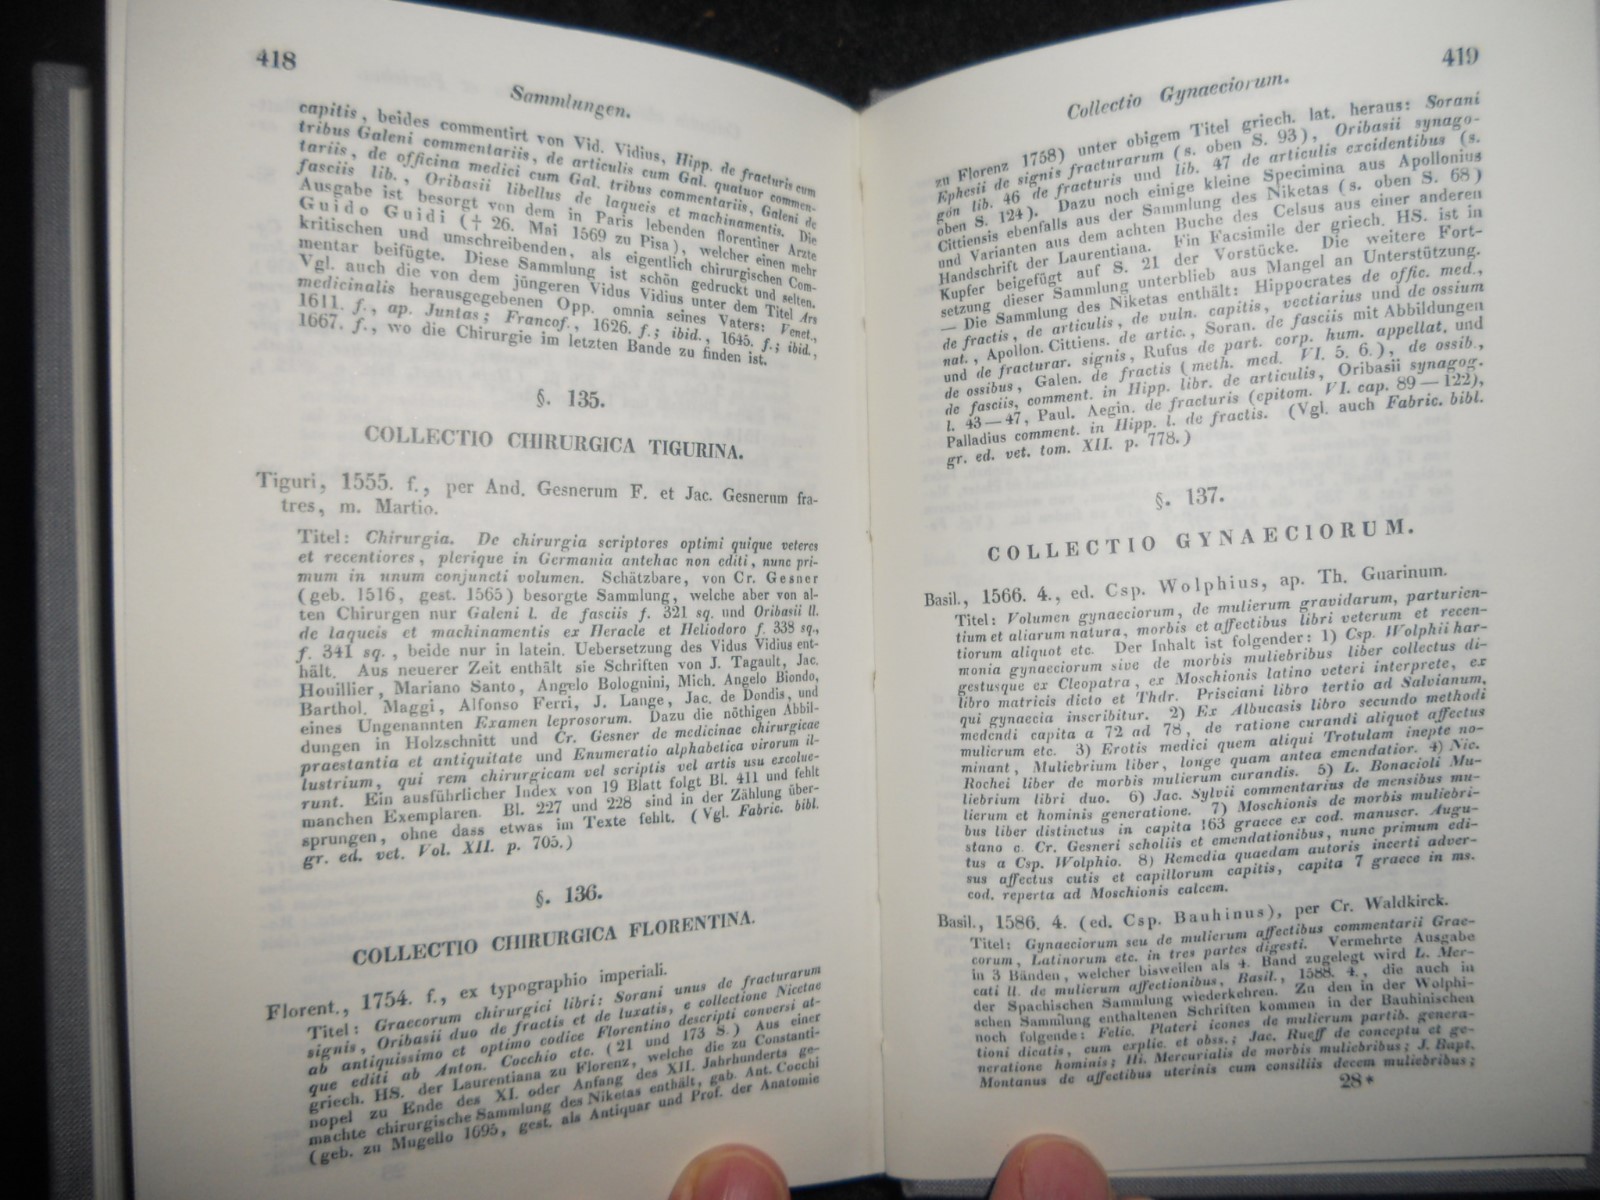 418
Sammlungen.
capitis, beides commentirt von Vid. Vidius, Hipp. de fracturis cum
tribus Galeni commentariis, de articulis cum Gal. quatuor commen-
tariis, de officina medici cum Gal. tribus commentariis, Galeni de
fasciis lib., Oribasii libellus de laqueis et machinamentis. Die
Ausgabe ist besorgt von dem in Paris lebenden florentiner Arzte
Guido Guidi († 26. Mai 1569 zu Pisa), welcher einen mehr
kritischen und umschreibenden, als eigentlich chirurgischen Com-
mentar beifügte. Diese Sammlung ist schön gedruckt und selten.
Vgl. auch die von dem jüngeren Vidus Vidius unter dem Titel Ars
medicinalis herausgegebenen Opp. omnia seines Vaters: Venet.,
1611. f., ap. Juntas; Francof., 1626. f.; ibid., 1645. f.; ibid.,
1667. f., wo die Chirurgie im letzten Bande zu finden ist.
§. 135.
COLLECTIO CHIRURGICA TIGURINA.
Tiguri, 1555. f., per And. Gesnerum F. et Jac. Gesnerum fra-
tres, m. Martio.
Titel: Chirurgia. De chirurgia scriptores optimi quique veteres
et recentiores, plerique in Germania antehac non editi, nunc pri-
mum in unum conjuncti volumen. Schätzbare, von Cr. Gesner
(geb. 1516, gest. 1565) besorgte Sammlung, welche aber von al-
ten Chirurgen nur Galeni l. de fasciis f. 321 sq. und Oribasii ll.
de laqueis et machinamentis ex Heracle et Heliodoro f. 338 sq.,
f. 341 sq., beide nur in latein. Uebersetzung des Vidus Vidius ent-
hält. Aus neuerer Zeit enthält sie Schriften von J. Tagault, Jac.
Houillier, Mariano Santo, Angelo Bolognini, Mich. Angelo Biondo,
Barthol. Maggi, Alfonso Ferri, J. Lange, Jac. de Dondis, und
eines Ungenannten Examen leprosorum. Dazu die nöthigen Abbil-
dungen in Holzschnitt und Cr. Gesner de medicinae chirurgicae
praestantia et antiquitate und Enumeratio alphabetica virorum il-
lustrium, qui rem chirurgicam vel scriptis vel artis usu excolue-
runt. Ein ausführlicher Index von 19 Blatt folgt Bl. 411 und fehlt
manchen Exemplaren. Bl. 227 und 228 sind in der Zählung über-
sprungen, ohne dass etwas im Texte fehlt. (Vgl. Fabric. bibl.
gr. ed. vet. Vol. XII. p. 705.)
§. 136.
COLLECTIO CHIRURGICA FLORENTINA.
Florent., 1754. f., ex typographio imperiali.
Titel: Graecorum chirurgici libri: Sorani unus de fracturarum
signis, Oribasii duo de fractis et de luxatis, e collectione Nicetae
ab antiquissimo et optimo codice Florentino descripti conversi at-
que editi ab Anton. Cocchio etc. (21 und 173 S.) Aus einer
griech. HS. der Laurentiana zu Florenz, welche die zu Constanti-
nopel zu Ende des XI. oder Anfang des XII. Jahrhunderts ge-
machte chirurgische Sammlung des Niketas enthält, gab. Ant. Cocchi
(geb. zu Mugello 1695, gest. als Antiquar und Prof. der Anatomie
419
Collectio Gynaeciorum.
zu Florenz 1758) unter obigem Titel griech. lat. heraus: Sorani
Ephesii de signis fracturarum (s. oben S. 93), Oribasii synago-
gōn lib. 46 de fracturis und lib. 47 de articulis excidentibus (s.
oben S. 124). Dazu noch einige kleine Specimina aus Apollonius
Cittiensis ebenfalls aus der Sammlung des Niketas (s. oben S. 68)
und Varianten aus dem achten Buche des Celsus aus einer anderen
Handschrift der Laurentiana. Ein Facsimile der griech. HS. ist in
Kupfer beigefügt auf S. 21 der Vorstücke. Die weitere Fort-
setzung dieser Sammlung unterblieb aus Mangel an Unterstützung.
— Die Sammlung des Niketas enthält: Hippocrates de offic. med.,
de fractis, de articulis, de vuln. capitis, vectiarius und de ossium
nat., Apollon. Cittiens. de artic., Soran. de fasciis mit Abbildungen
und de fracturar. signis, Rufus de part. corp. hum. appellat. und
de ossibus, Galen. de fractis (meth. med. VI. 5. 6.), de ossib.,
de fasciis, comment. in Hipp. libr. de articulis, Oribasii synagog.
l. 43—47, Paul. Aegin. de fracturis (epitom. VI. cap. 89—122),
Palladius comment. in Hipp. l. de fractis. (Vgl. auch Fabric. bibl.
gr. ed. vet. tom. XII. p. 778.)
§. 137.
COLLECTIO GYNAECIORUM.
Basil., 1566. 4., ed. Csp. Wolphius, ap. Th. Guarinum.
Titel: Volumen gynaeciorum, de mulierum gravidarum, parturien-
tium et aliarum natura, morbis et affectibus libri veterum et recen-
tiorum aliquot etc. Der Inhalt ist folgender: 1) Csp. Wolphii har-
monia gynaeciorum sive de morbis muliebribus liber collectus di-
gestusque ex Cleopatra, ex Moschionis latino veteri interprete, ex
libro matricis dicto et Thdr. Prisciani libro tertio ad Salvianum,
qui gynaecia inscribitur. 2) Ex Albucasis libro secundo methodi
medendi capita a 72 ad 78, de ratione curandi aliquot affectus
mulierum etc. 3) Erotis medici quem aliqui Trotulam inepte no-
minant, Muliebrium liber, longe quam antea emendatior. 4) Nic.
Rochei liber de morbis mulierum curandis. 5) L. Bonacioli Mu-
liebrium libri duo. 6) Jac. Sylvii commentarius de mensibus mu-
lierum et hominis generatione. 7) Moschionis de morbis muliebri-
bus liber distinctus in capita 163 graece ex cod. manuscr. Augu-
stano c. Cr. Gesneri scholiis et emendationibus, nunc primum edi-
tus a Csp. Wolphio. 8) Remedia quaedam autoris incerti adver-
sus affectus cutis et capillorum capitis, capita 7 graece in ms.
cod. reperta ad Moschionis calcem.
Basil., 1586. 4. (ed. Csp. Bauhinus), per Cr. Waldkirck.
Titel: Gynaeciorum seu de mulierum affectibus commentarii Grae-
corum, Latinorum etc. in tres partes digesti. Vermehrte Ausgabe
in 3 Bänden, welcher bisweilen als 4. Band zugelegt wird L. Mer-
cati ll. de mulierum affectionibus, Basil., 1588. 4., die auch in
der Spachischen Sammlung wiederkehren. Zu den in der Wolphi-
schen Sammlung enthaltenen Schriften kommen in der Bauhinischen
noch folgende: Felic. Plateri icones de mulierum partib. genera-
tioni dicatis, cum explic. et obss.; Jac. Rueff de conceptu et ge-
neratione hominis; Hi. Mercurialis de morbis muliebribus; J. Bapt.
Montanus de affectibus uterinis cum consiliis decem muliebribus;
28*